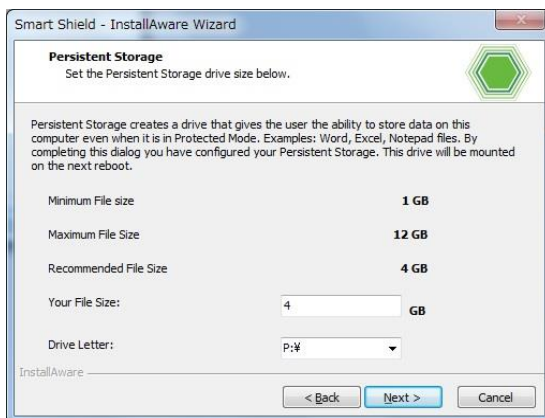 Smart Shield - InstallAware Wizard
Persistent Storage
Set the Persistent Storage drive size below.
Persistent Storage creates a drive that gives the user the ability to store data on this
computer even when it is in Protected Mode. Examples: Word, Excel, Notepad files. By
completing this dialog you have configured your Persistent Storage. This drive will be mounted
on the next reboot.
Minimum File size 1 GB
Maximum File Size 12 GB
Recommended File Size 4 GB
Your File Size: 4 GB
Drive Letter: P:¥
InstallAware
< Back Next > Cancel